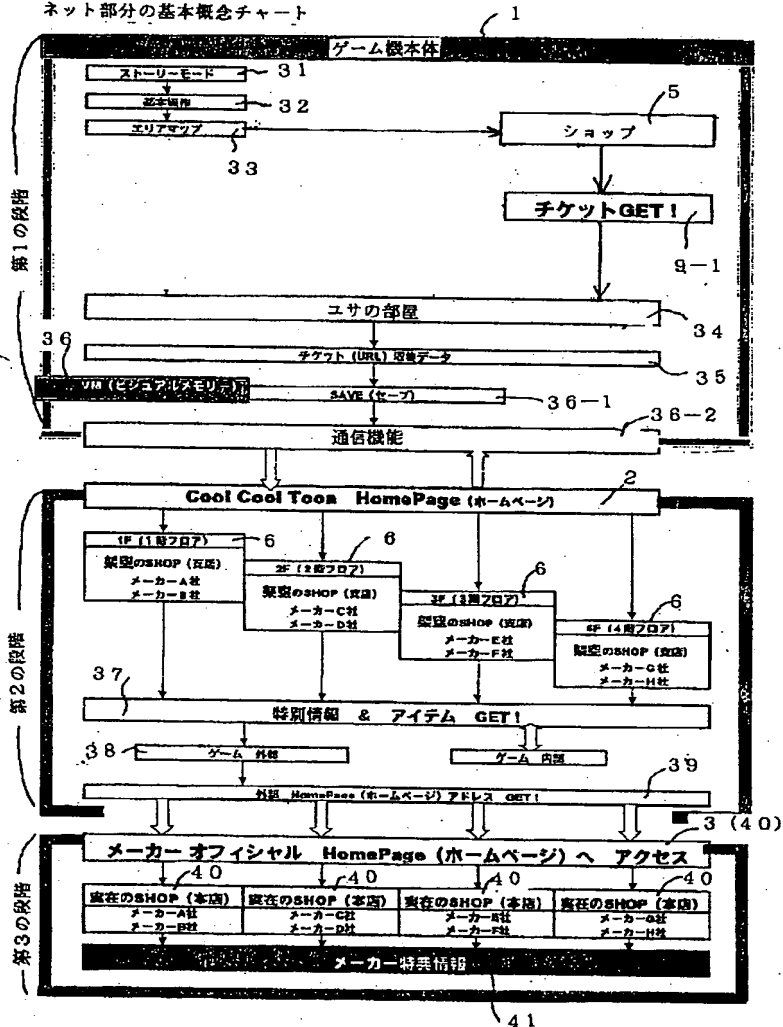 ネット部分の基本概念チャート
1
ゲーム機本体
第1の段階
ストーリーモード
31
基本操作
32
エリアマップ
33
5
ショップ
チケットGET！
9－1
ユサの部屋
34
チケット（URL）取後データ
35
36
VM（ビジュアルメモリー）
SAVE（セーブ）
36－1
36－2
通信機能
第2の段階
Cool Cool Toon　HomePage（ホームページ）
2
1F（1階フロア）
6
架空のSHOP（支店）
メーカーA社
メーカーB社
2F（2階フロア）
6
架空のSHOP（支店）
メーカーC社
メーカーD社
3F（3階フロア）
6
架空のSHOP（支店）
メーカーE社
メーカーF社
4F（4階フロア）
6
架空のSHOP（支店）
メーカーG社
メーカーH社
37
特別情報　＆　アイテム　GET！
38
ゲーム　外部
ゲーム　内部
39
外部　HomePage（ホームページ）アドレス　GET！
3（40）
第3の段階
メーカー オフィシャル　HomePage（ホームページ）へ　アクセス
40
40
40
40
実在のSHOP（本店）
メーカーA社
メーカーB社
実在のSHOP（本店）
メーカーC社
メーカーD社
実在のSHOP（本店）
メーカーE社
メーカーF社
実在のSHOP（本店）
メーカーG社
メーカーH社
メーカー特典情報
41